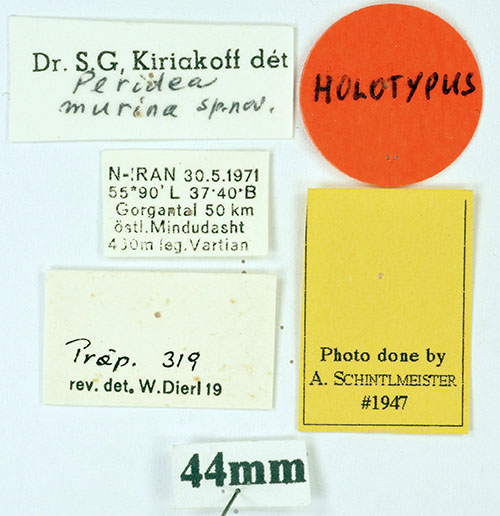 Dr. S.G, Kiriakoff dét
Peridea
murina sp.nov.
HOLOTYPUS
N-IRAN 30.5.1971
55°90' L 37°40'B
Gorgantal 50 km
östl.Mindudasht
430m leg.Vartian
Präp. 319
rev. det. W.Dierl 19
Photo done by
A. SCHINTLMEISTER
#1947
44mm